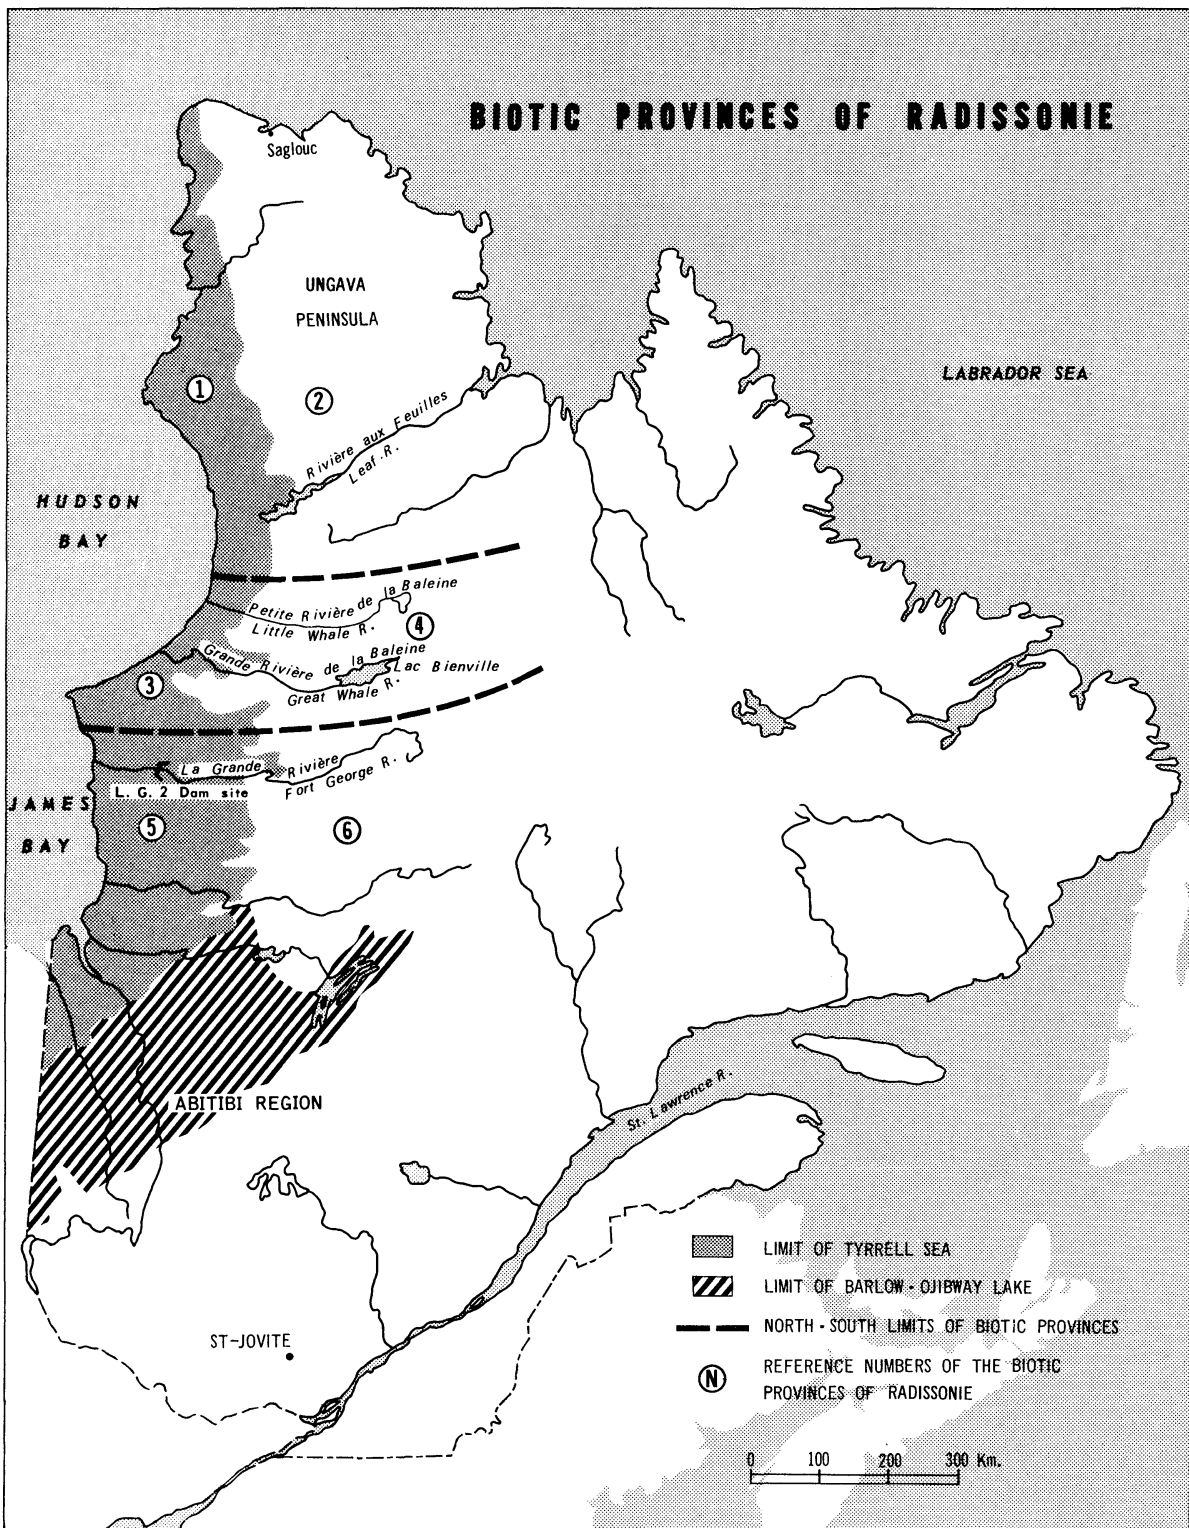 BIOTIC PROVINCES OF RADISSONIE
Saglouc
UNGAVA
PENINSULA
LABRADOR SEA
1
2
Rivière aux Feuilles
Leaf R.
HUDSON
BAY
Petite Rivière de la Baleine
Little Whale R.
4
Grande Rivière de la Baleine
Lac Bienville
Great Whale R.
3
La Grande Rivière
Fort George R.
L. G. 2 Dam site
JAMES
BAY
5
6
ABITIBI REGION
St. Lawrence R.
ST-JOVITE
LIMIT OF TYRRELL SEA
LIMIT OF BARLOW-OJIBWAY LAKE
NORTH-SOUTH LIMITS OF BIOTIC PROVINCES
N
REFERENCE NUMBERS OF THE BIOTIC
PROVINCES OF RADISSONIE
0 100 200 300 Km.